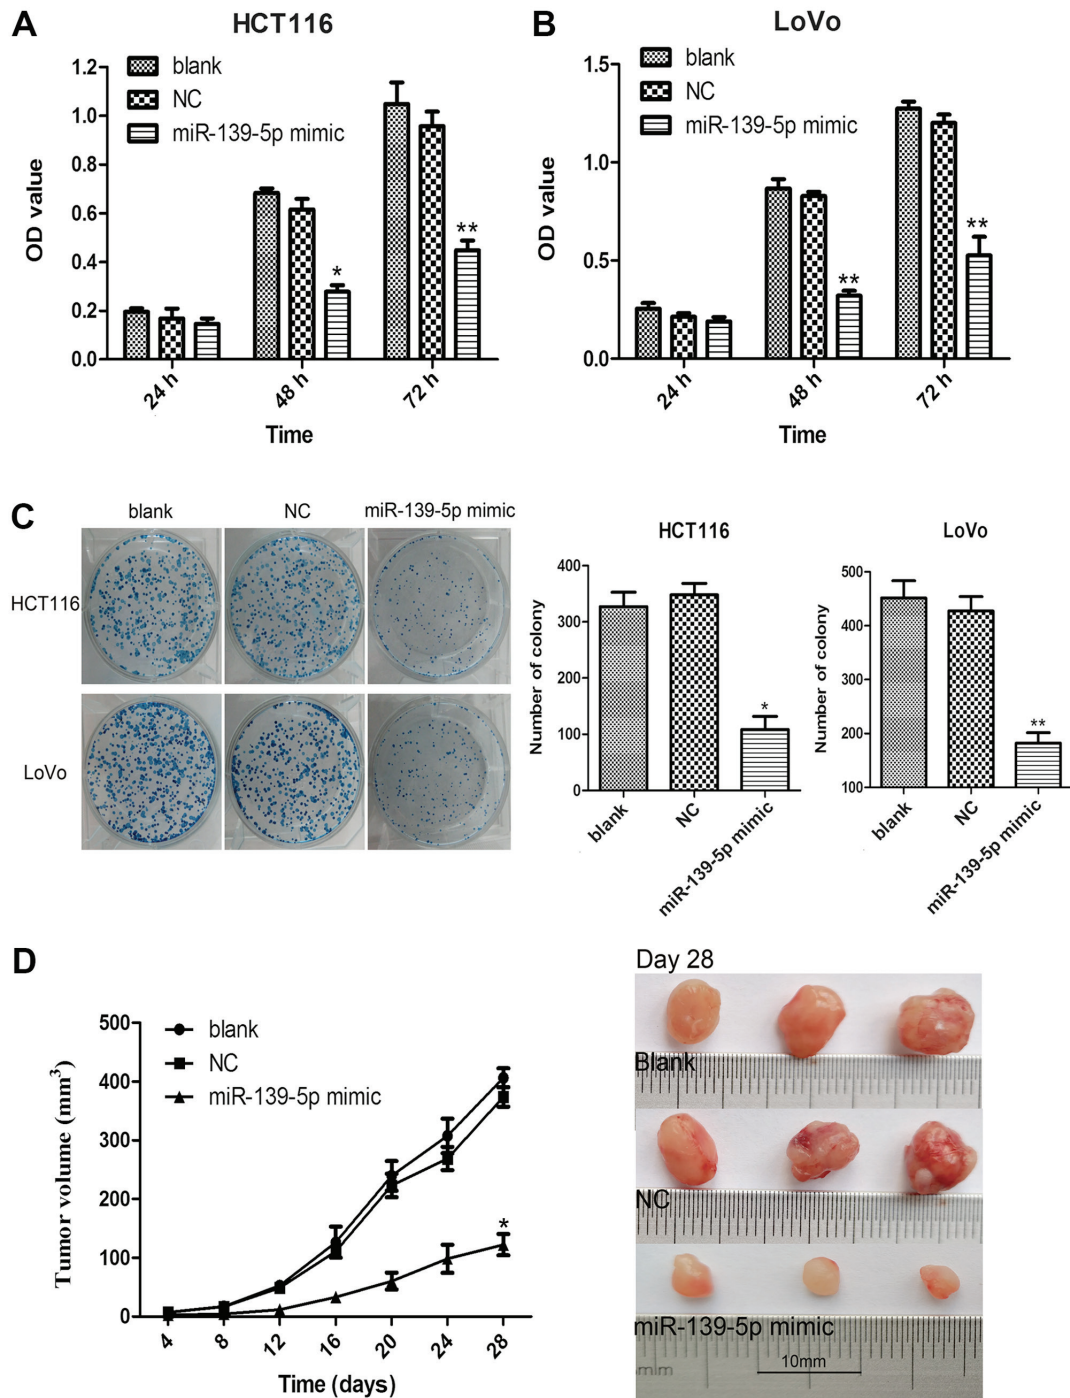 A
HCT116
blank
NC
miR-139-5p mimic
OD value
1.2
1.0
0.8
0.6
0.4
0.2
0.0
*
**
24 h
48 h
72 h
Time
B
LoVo
blank
NC
miR-139-5p mimic
OD value
1.5
1.0
0.5
0.0
**
**
24 h
48 h
72 h
Time
C
blank
NC
miR-139-5p mimic
HCT116
LoVo
HCT116
Number of colony
400
300
200
100
0
*
blank
NC
miR-139-5p mimic
LoVo
Number of colony
500
400
300
200
100
**
blank
NC
miR-139-5p mimic
D
blank
NC
miR-139-5p mimic
Tumor volume (mm³)
500
400
300
200
100
0
*
4
8
12
16
20
24
28
Time (days)
Day 28
Blank
NC
miR-139-5p mimic
10mm